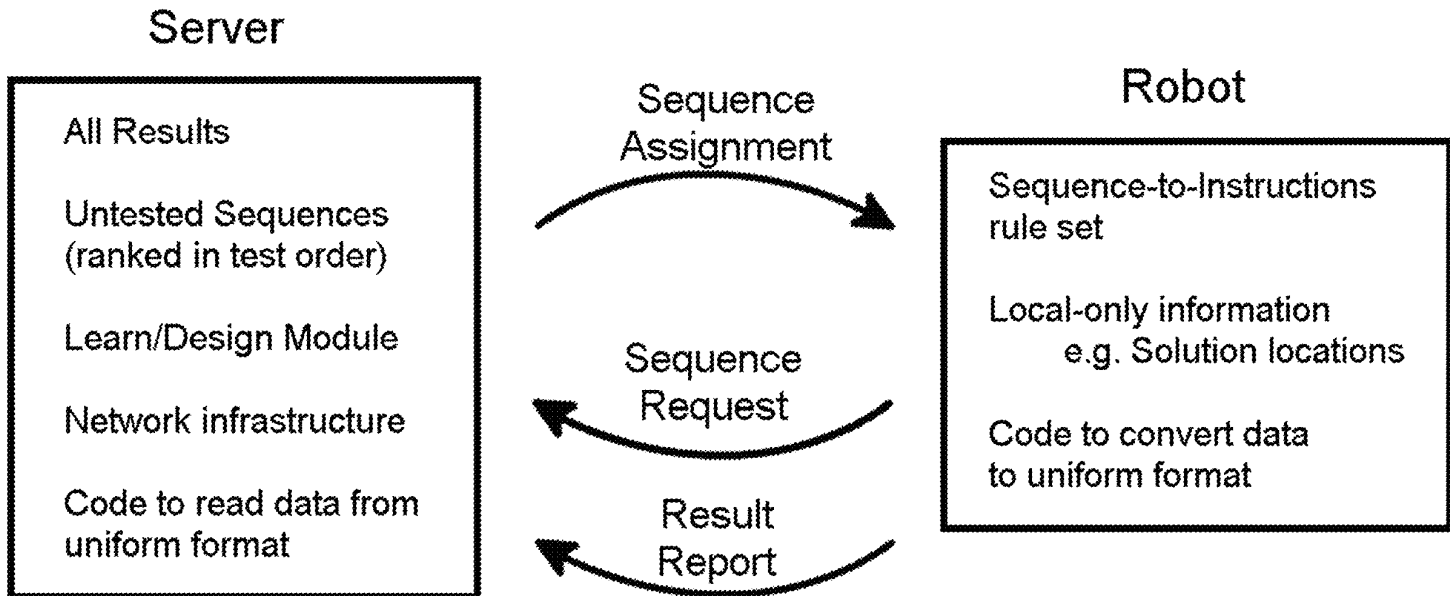 Server
All Results
Untested Sequences
(ranked in test order)
Learn/Design Module
Network infrastructure
Code to read data from
uniform format
Sequence
Assignment
Sequence
Request
Result
Report
Robot
Sequence-to-Instructions
rule set
Local-only information
e.g. Solution locations
Code to convert data
to uniform format